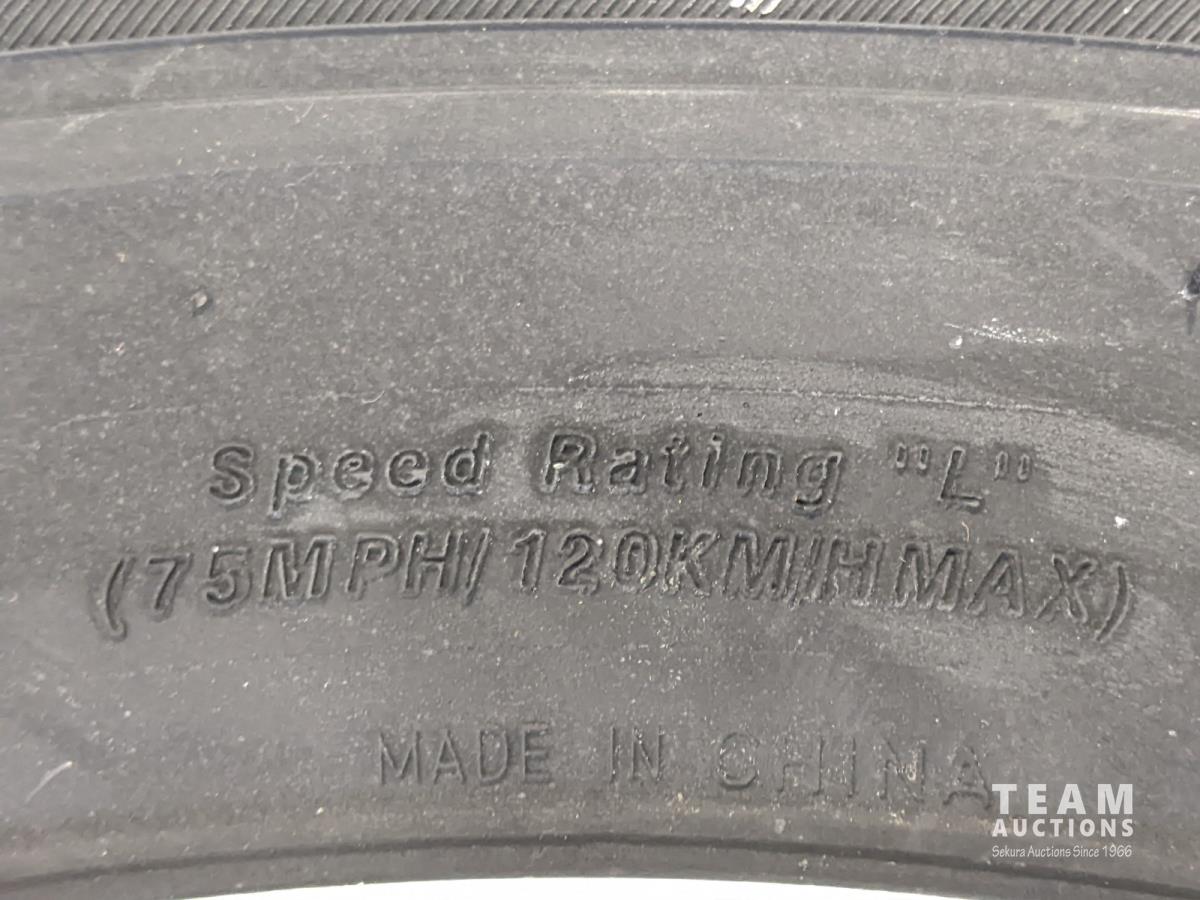 Speed Rating "L"
(75MPH/120KM/HMAX)
MADE IN CHINA
TEAM
AUCTIONS
Sekura Auctions Since 1966